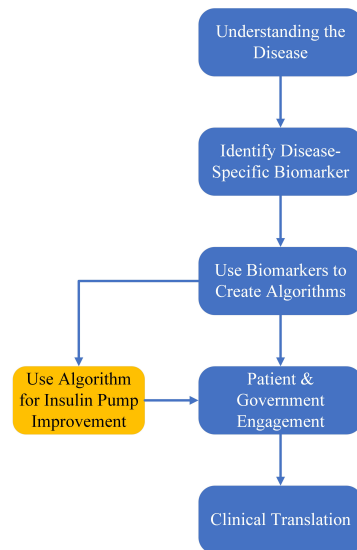 Understanding the
Disease
Identify Disease-
Specific Biomarker
Use Biomarkers to
Create Algorithms
Use Algorithm
for Insulin Pump
Improvement
Patient &
Government
Engagement
Clinical Translation